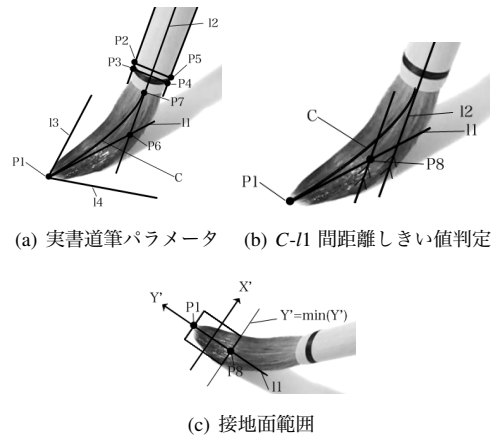 l2
P2
P3
P5
P4
P7
l3
l1
P6
P1
C
l4
C
l2
l1
P1
P8
(a) 実書道筆パラメータ
(b) C-l1 間距離しきい値判定
X'
Y'
P1
Y'=min(Y')
P8
l1
(c) 接地面範囲